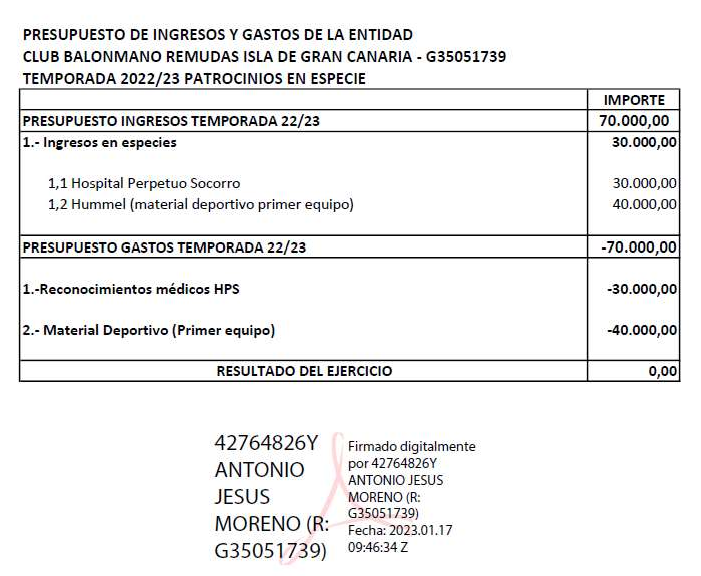 PRESUPUESTO DE INGRESOS Y GASTOS DE LA ENTIDAD
CLUB BALONMANO REMUDAS ISLA DE GRAN CANARIA - G35051739
TEMPORADA 2022/23 PATROCINIOS EN ESPECIE
IMPORTE
PRESUPUESTO INGRESOS TEMPORADA 22/23 70.000,00
1.- Ingresos en especies 30.000,00
1,1 Hospital Perpetuo Socorro 30.000,00
1,2 Hummel (material deportivo primer equipo) 40.000,00
PRESUPUESTO GASTOS TEMPORADA 22/23 -70.000,00
1.-Reconocimientos médicos HPS -30.000,00
2.- Material Deportivo (Primer equipo) -40.000,00
RESULTADO DEL EJERCICIO 0,00
42764826Y
ANTONIO
JESUS
MORENO (R:
G35051739)
Firmado digitalmente
por 42764826Y
ANTONIO JESUS
MORENO (R:
G35051739)
Fecha: 2023.01.17
09:46:34 Z